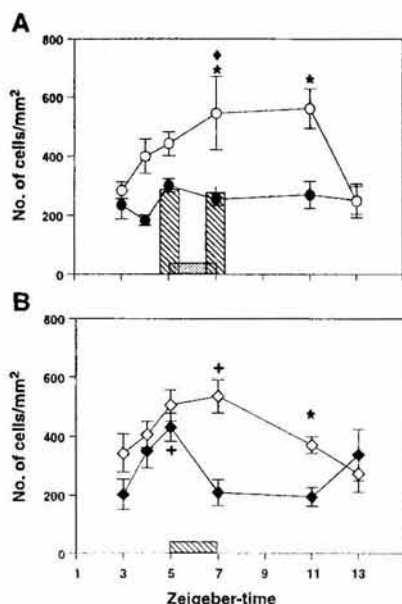 A
No. of cells/mm²
800
600
400
200
0
B
No. of cells/mm²
800
600
400
200
0
1 3 5 7 9 11 13
Zeigeber-time